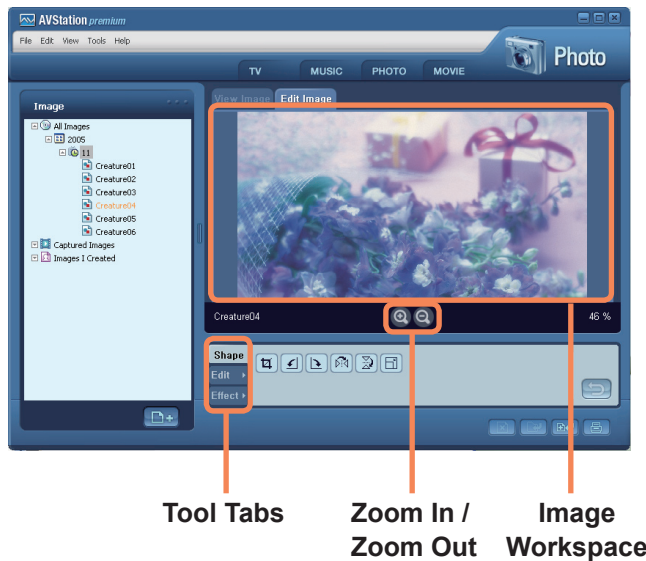 AVStation premium
File Edit View Tools Help
Photo
TV MUSIC PHOTO MOVIE
Image
View Image Edit Image
All Images
2005
11
Creature01
Creature02
Creature03
Creature04
Creature05
Creature06
Captured Images
Images I Created
Creature04
46 %
Shape
Edit
Effect
Tool Tabs
Zoom In /
Zoom Out
Image
Workspace